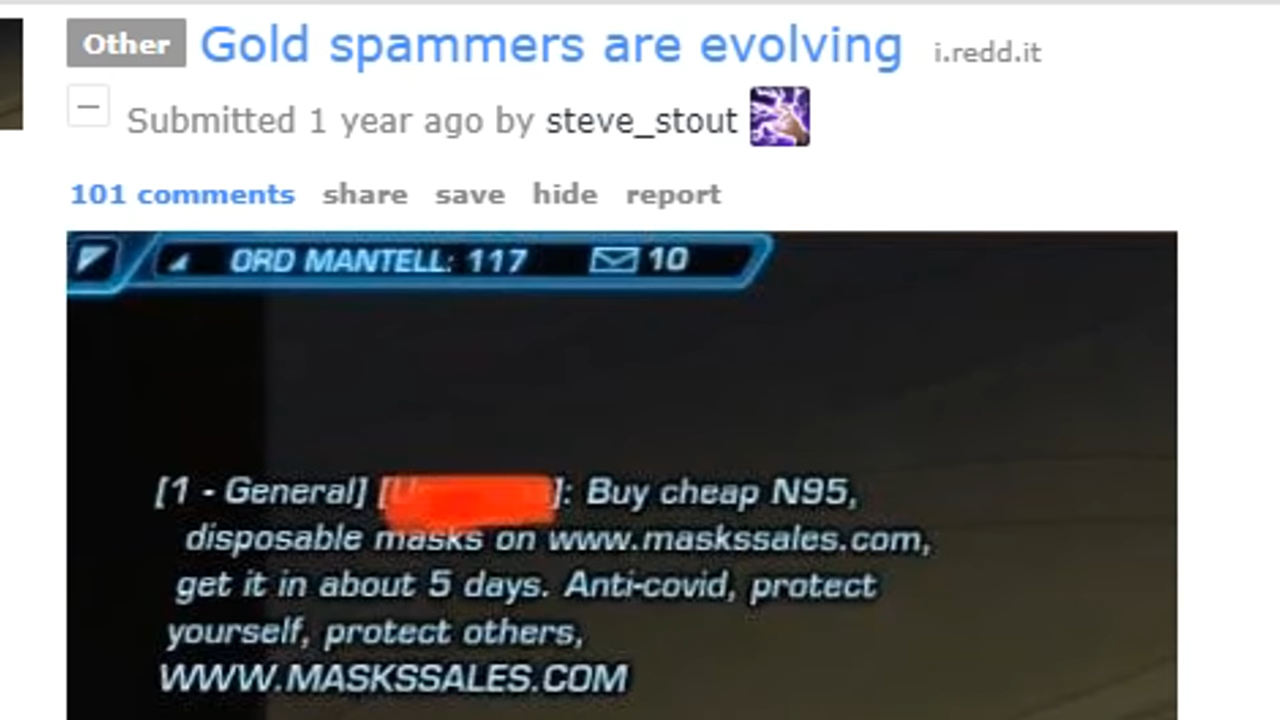 Other Gold spammers are evolving i.redd.it
Submitted 1 year ago by steve_stout
101 comments share save hide report
ORD MANTELL: 117 10
[1 - General] [ ]: Buy cheap N95,
disposable masks on www.maskssales.com,
get it in about 5 days. Anti-covid, protect
yourself, protect others,
WWW.MASKSSALES.COM